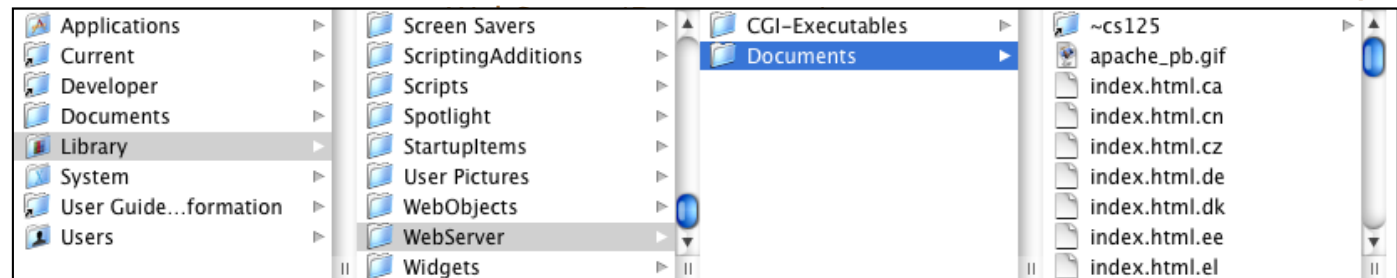 Applications
Current
Developer
Documents
Library
System
User Guide...formation
Users
Screen Savers
ScriptingAdditions
Scripts
Spotlight
StartupItems
User Pictures
WebObjects
WebServer
Widgets
CGI-Executables
Documents
~cs125
apache_pb.gif
index.html.ca
index.html.cn
index.html.cz
index.html.de
index.html.dk
index.html.ee
index.html.el